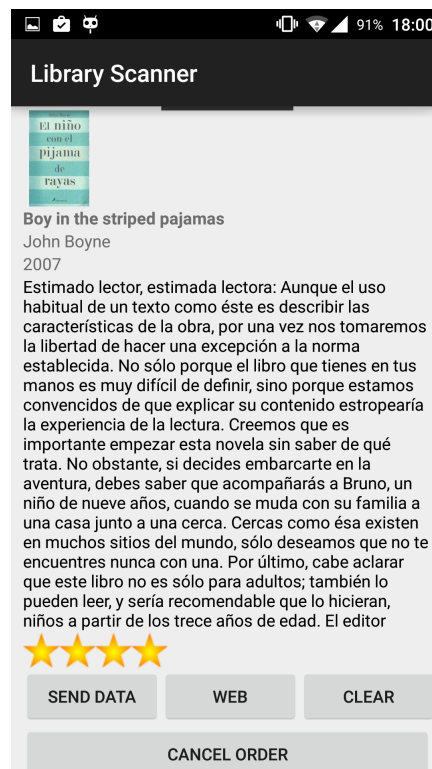 91% 18:00
Library Scanner
El niño
con el
pijama
de
rayas
Boy in the striped pajamas
John Boyne
2007
Estimado lector, estimada lectora: Aunque el uso
habitual de un texto como éste es describir las
características de la obra, por una vez nos tomaremos
la libertad de hacer una excepción a la norma
establecida. No sólo porque el libro que tienes en tus
manos es muy difícil de definir, sino porque estamos
convencidos de que explicar su contenido estropearía
la experiencia de la lectura. Creemos que es
importante empezar esta novela sin saber de qué
trata. No obstante, si decides embarcarte en la
aventura, debes saber que acompañarás a Bruno, un
niño de nueve años, cuando se muda con su familia a
una casa junto a una cerca. Cercas como ésa existen
en muchos sitios del mundo, sólo deseamos que no te
encuentres nunca con una. Por último, cabe aclarar
que este libro no es sólo para adultos; también lo
pueden leer, y sería recomendable que lo hicieran,
niños a partir de los trece años de edad. El editor
SEND DATA WEB CLEAR
CANCEL ORDER